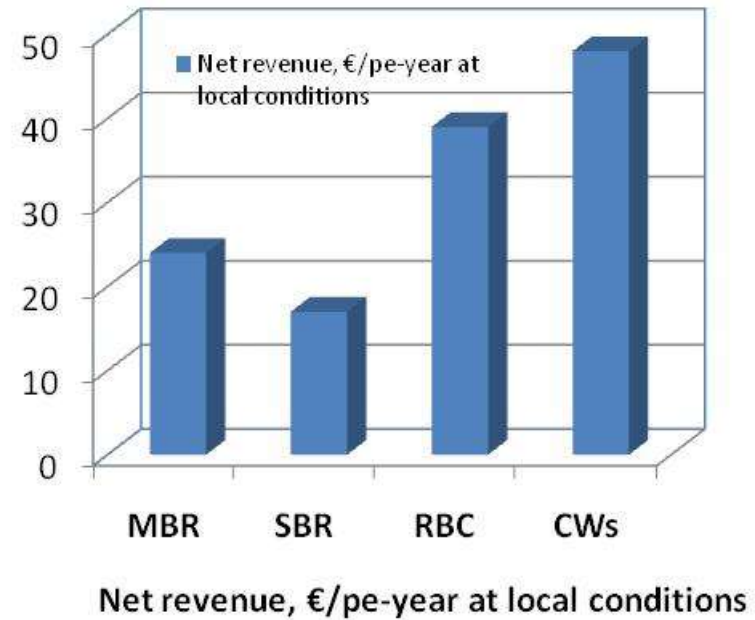 50
Net revenue, €/pe-year at
local conditions
40
30
20
10
0
MBR SBR RBC CWs
Net revenue, €/pe-year at local conditions